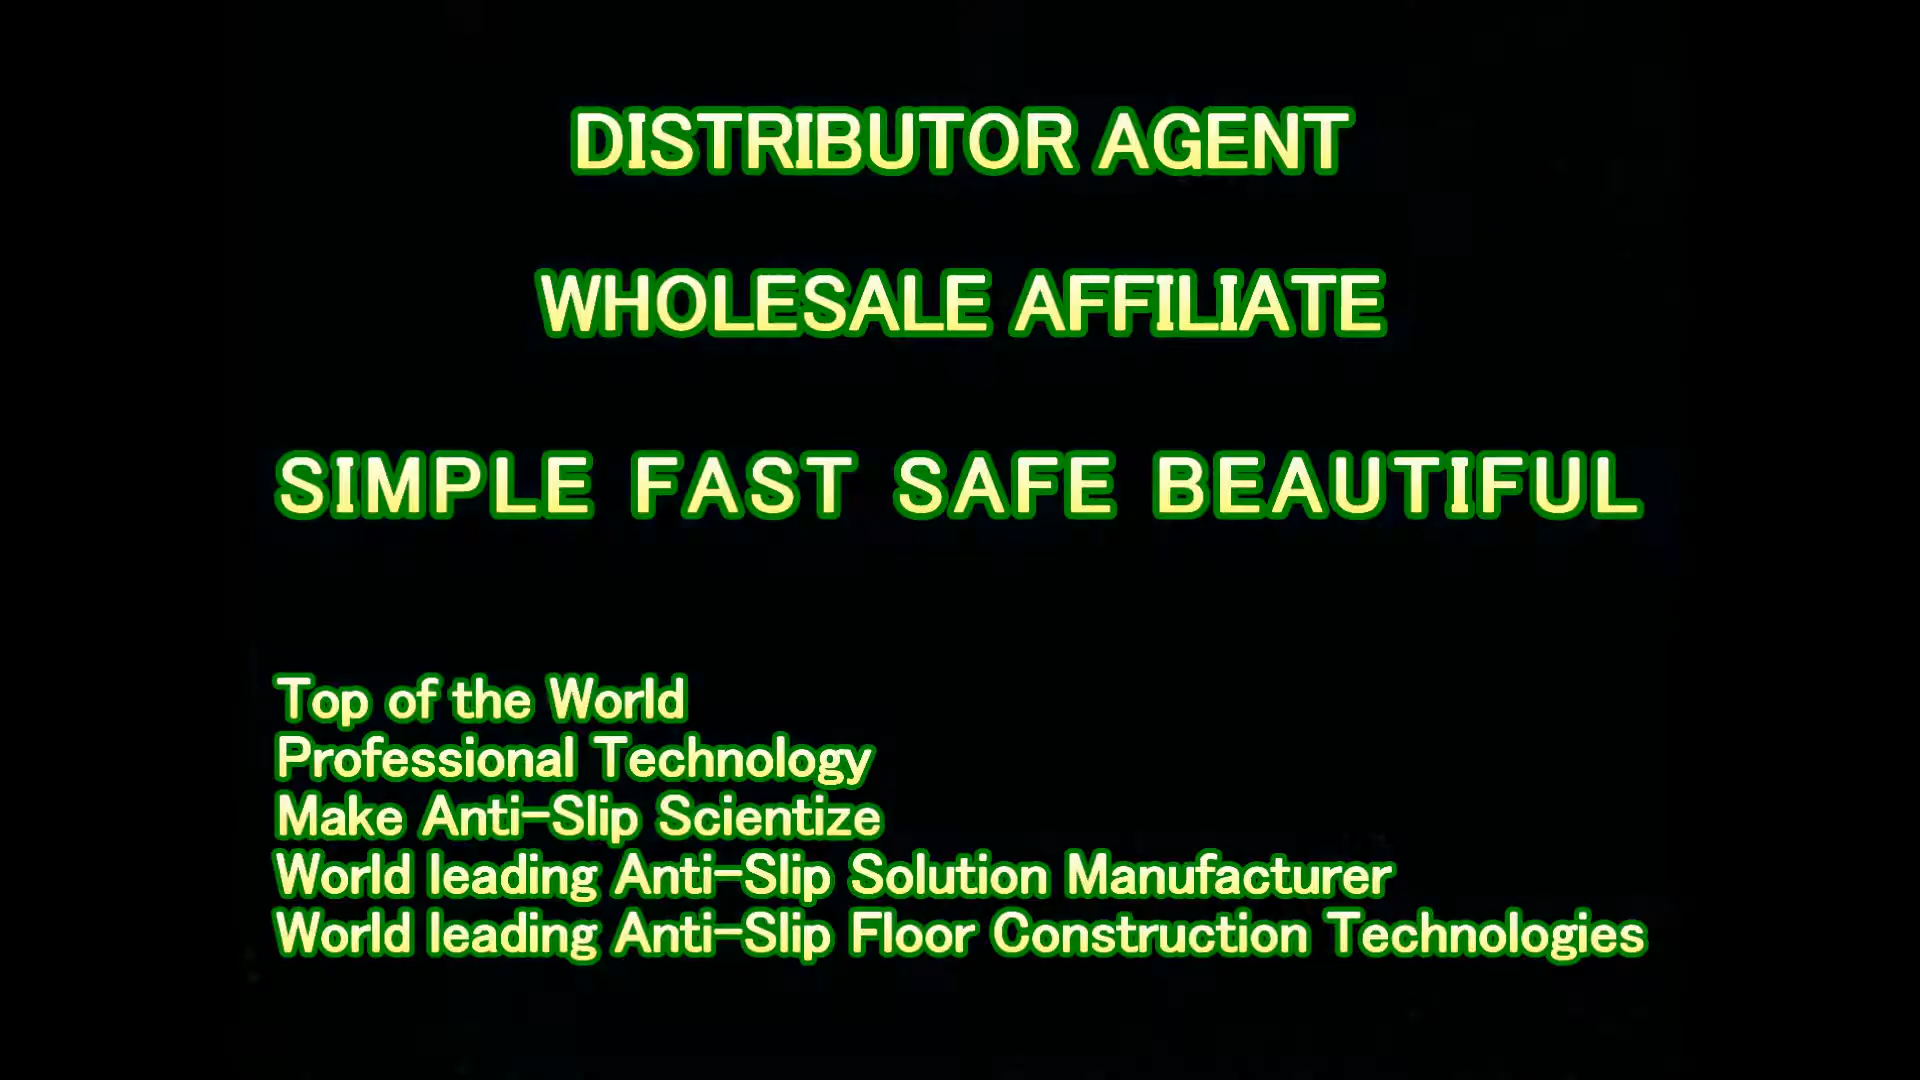 DISTRIBUTOR AGENT
WHOLESALE AFFILIATE
SIMPLE FAST SAFE BEAUTIFUL
Top of the World
Professional Technology
Make Anti-Slip Scientize
World leading Anti-Slip Solution Manufacturer
World leading Anti-Slip Floor Construction Technologies